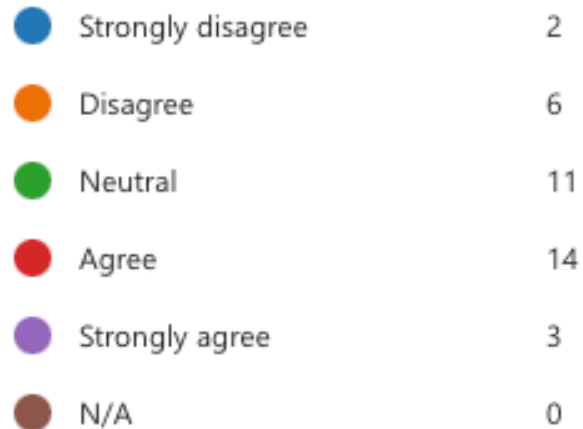 Strongly disagree 2
Disagree 6
Neutral 11
Agree 14
Strongly agree 3
N/A 0